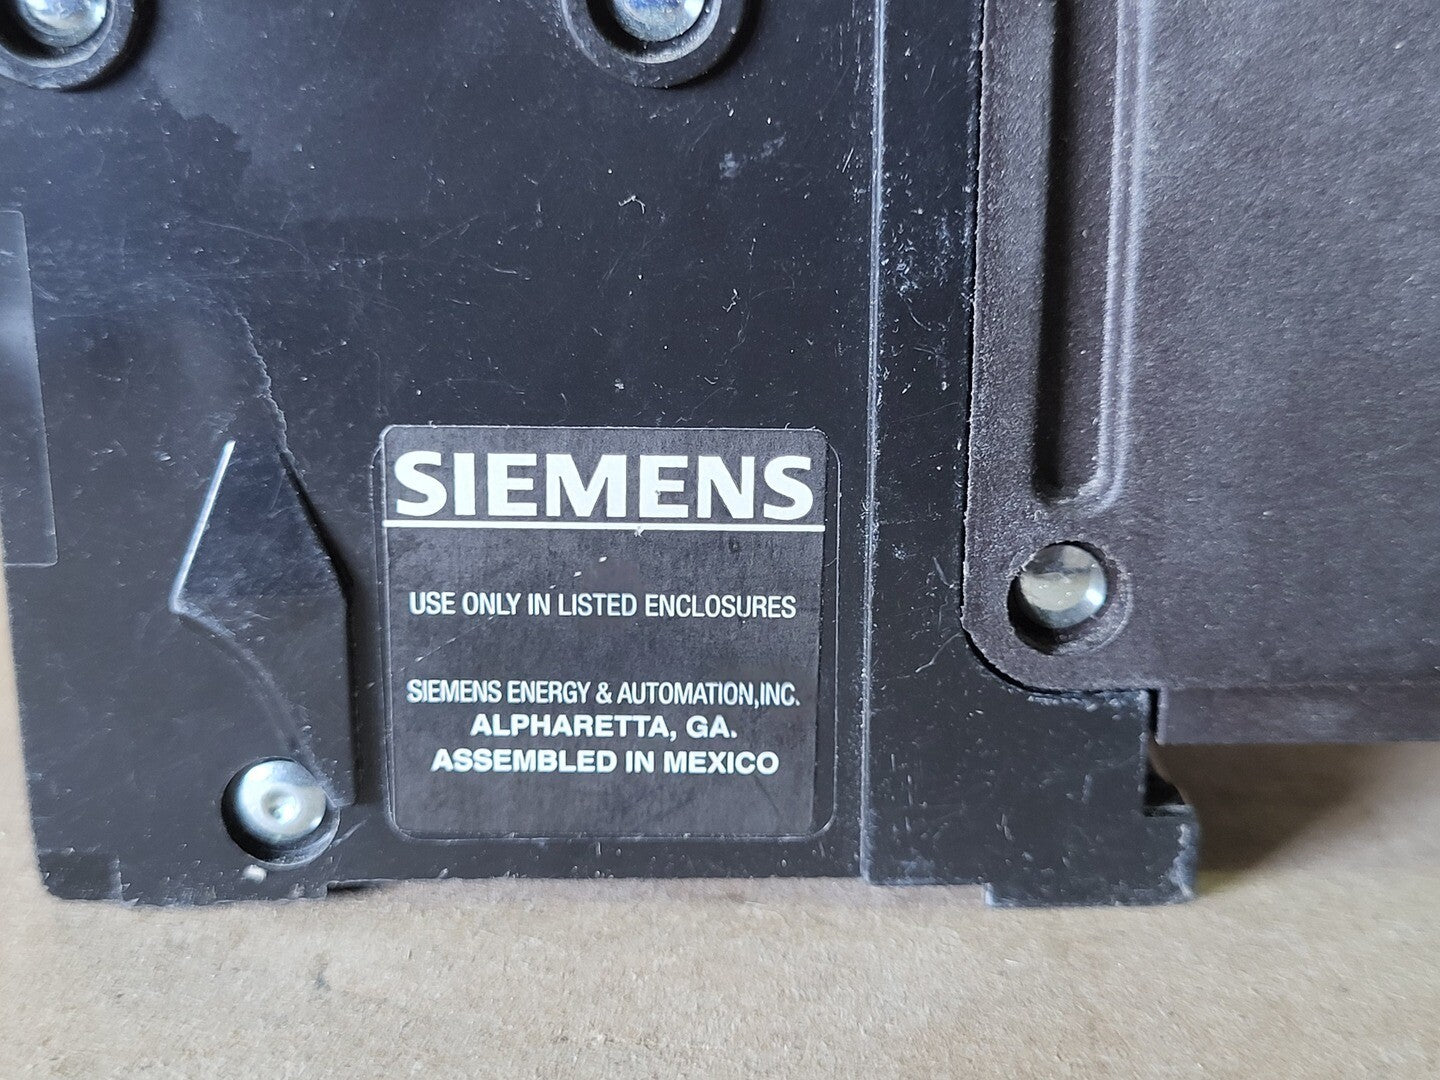 SIEMENS
USE ONLY IN LISTED ENCLOSURES
SIEMENS ENERGY & AUTOMATION,INC.
ALPHARETTA, GA.
ASSEMBLED IN MEXICO